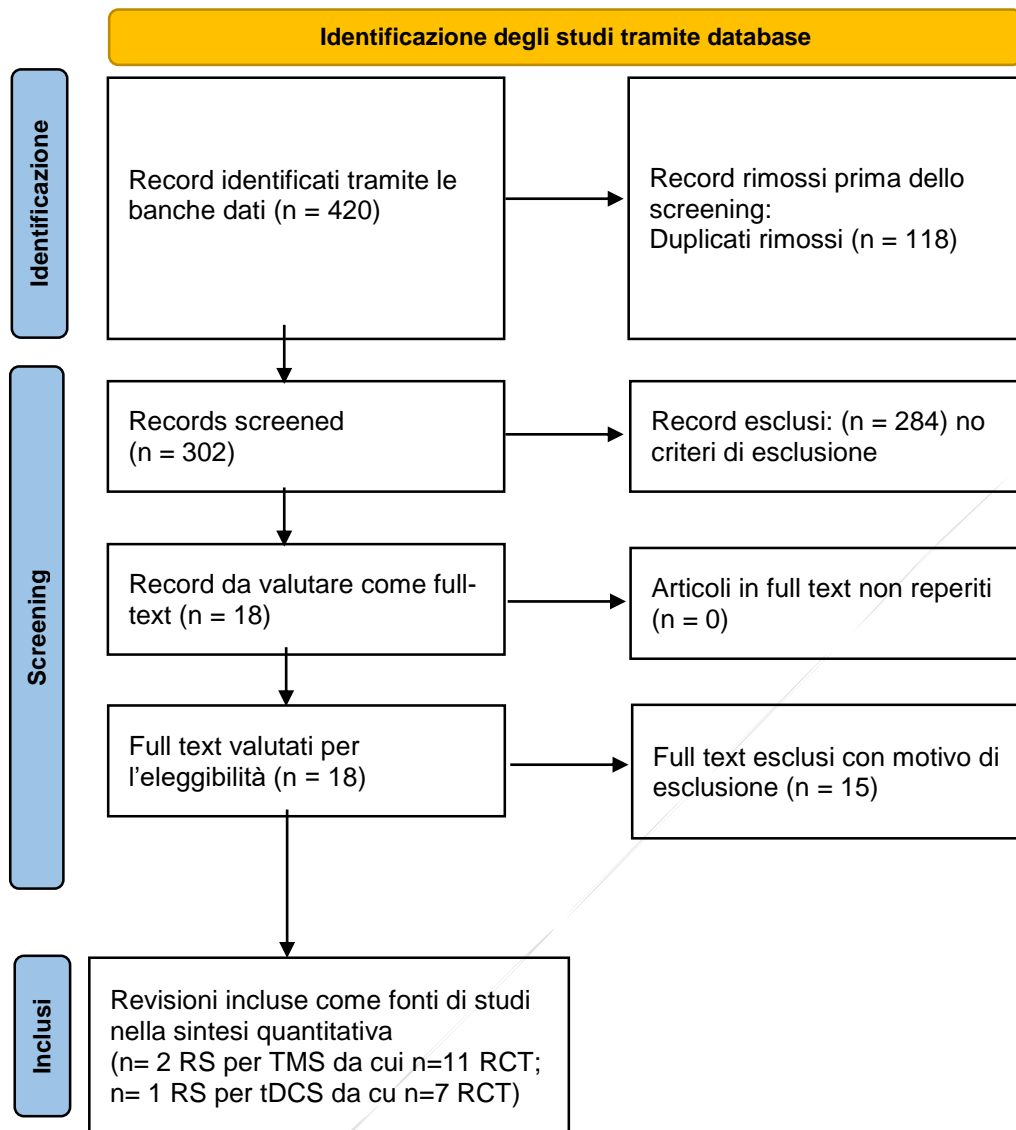 Identificazione degli studi tramite database
Identificazione
Record identificati tramite le
banche dati (n = 420)
Record rimossi prima dello
screening:
Duplicati rimossi (n = 118)
Screening
Records screened
(n = 302)
Record esclusi: (n = 284) no
criteri di esclusione
Record da valutare come full-
text (n = 18)
Articoli in full text non reperiti
(n = 0)
Full text valutati per
l’eleggibilità (n = 18)
Full text esclusi con motivo di
esclusione (n = 15)
Inclusi
Revisioni incluse come fonti di studi
nella sintesi quantitativa
(n= 2 RS per TMS da cui n=11 RCT;
n= 1 RS per tDCS da cu n=7 RCT)